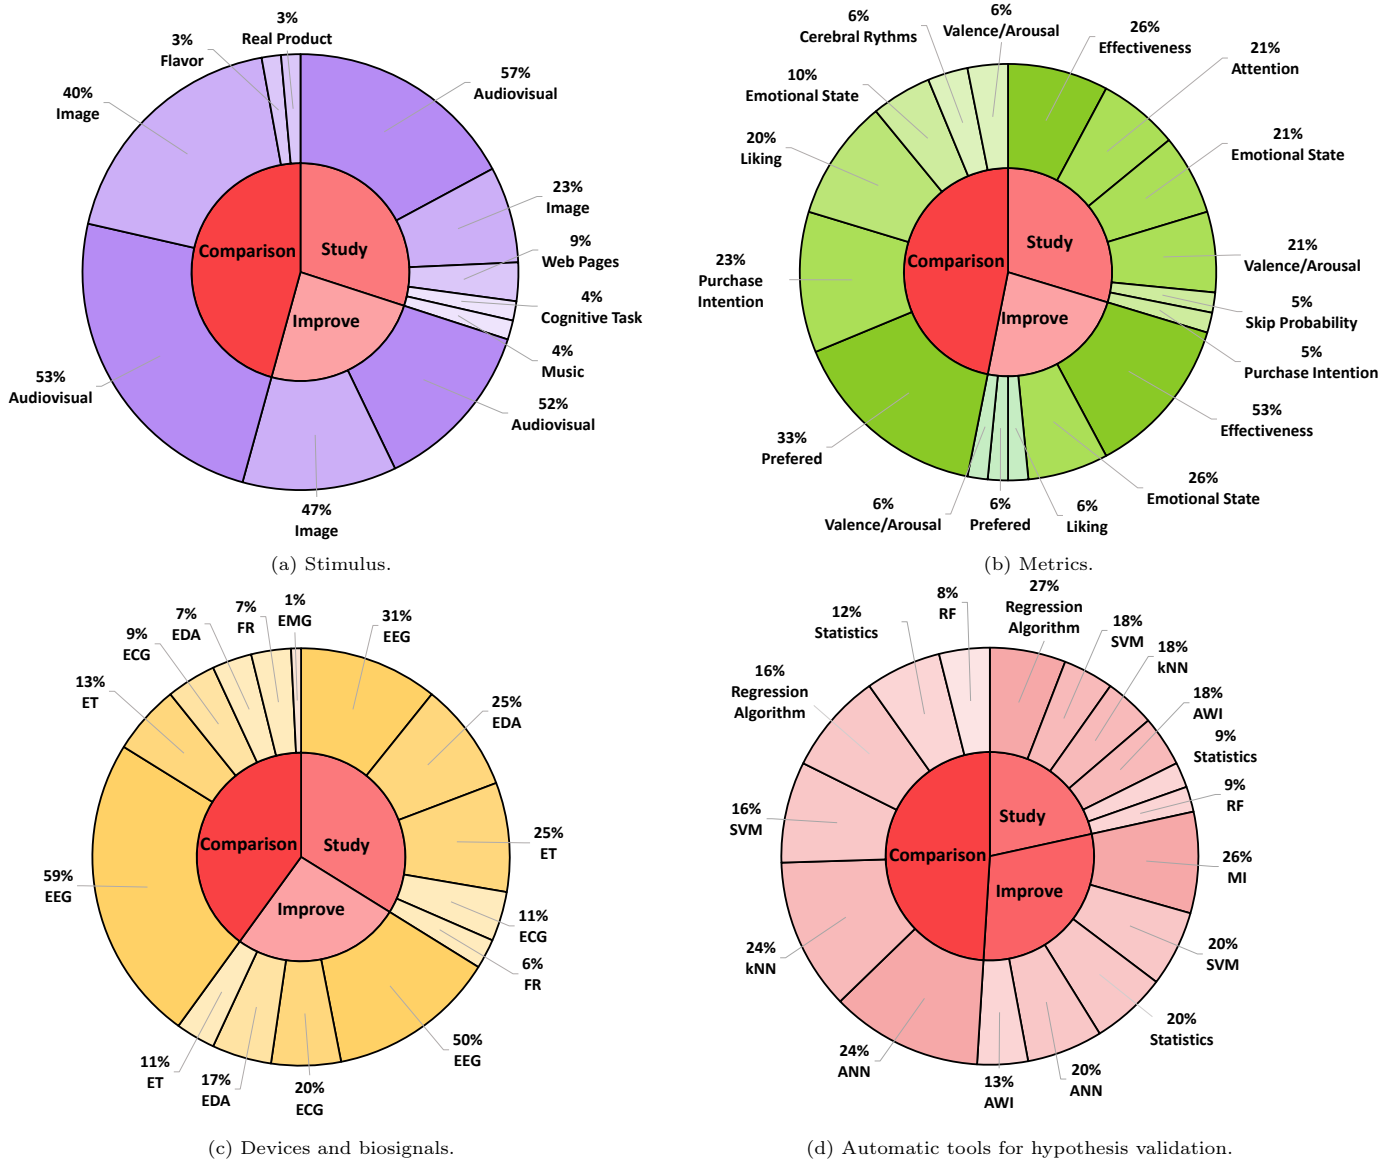 3%
Real Product
3%
Flavor
40%
Image
57%
Audiovisual
23%
Image
9%
Web Pages
4%
Cognitive Task
4%
Music
52%
Audiovisual
47%
Image
53%
Audiovisual
Comparison
Study
Improve
(a) Stimulus.
6%
Cerebral Rythms
6%
Valence/Arousal
26%
Effectiveness
21%
Attention
21%
Emotional State
21%
Valence/Arousal
5%
Skip Probability
5%
Purchase Intention
53%
Effectiveness
26%
Emotional State
6%
Liking
6%
Prefered
6%
Valence/Arousal
33%
Prefered
23%
Purchase
Intention
20%
Liking
10%
Emotional State
Comparison
Study
Improve
(b) Metrics.
1%
EMG
7%
FR
7%
EDA
9%
ECG
13%
ET
31%
EEG
25%
EDA
25%
ET
11%
ECG
6%
FR
50%
EEG
20%
ECG
17%
EDA
11%
ET
59%
EEG
Comparison
Study
Improve
(c) Devices and biosignals.
8%
RF
12%
Statistics
16%
Regression
Algorithm
27%
Regression
Algorithm
18%
SVM
18%
kNN
18%
AWI
9%
Statistics
9%
RF
26%
MI
20%
SVM
20%
Statistics
20%
ANN
13%
AWI
24%
ANN
24%
kNN
16%
SVM
Comparison
Study
Improve
(d) Automatic tools for hypothesis validation.